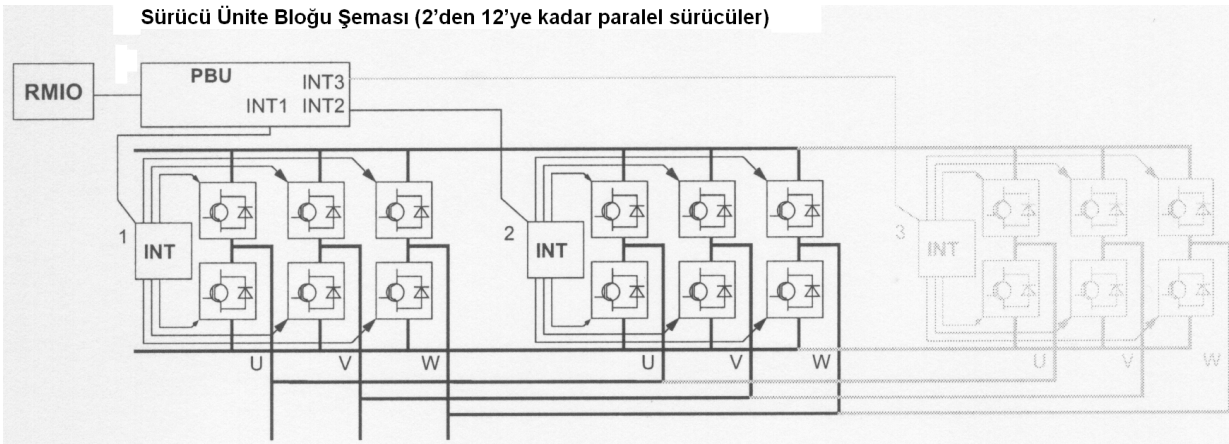 Sürücü Ünite Bloğu Şeması (2’den 12’ye kadar paralel sürücüler)
RMIO
PBU
INT3
INT1 INT2
1
INT
2
INT
3
INT
U V W
U V W
U V W